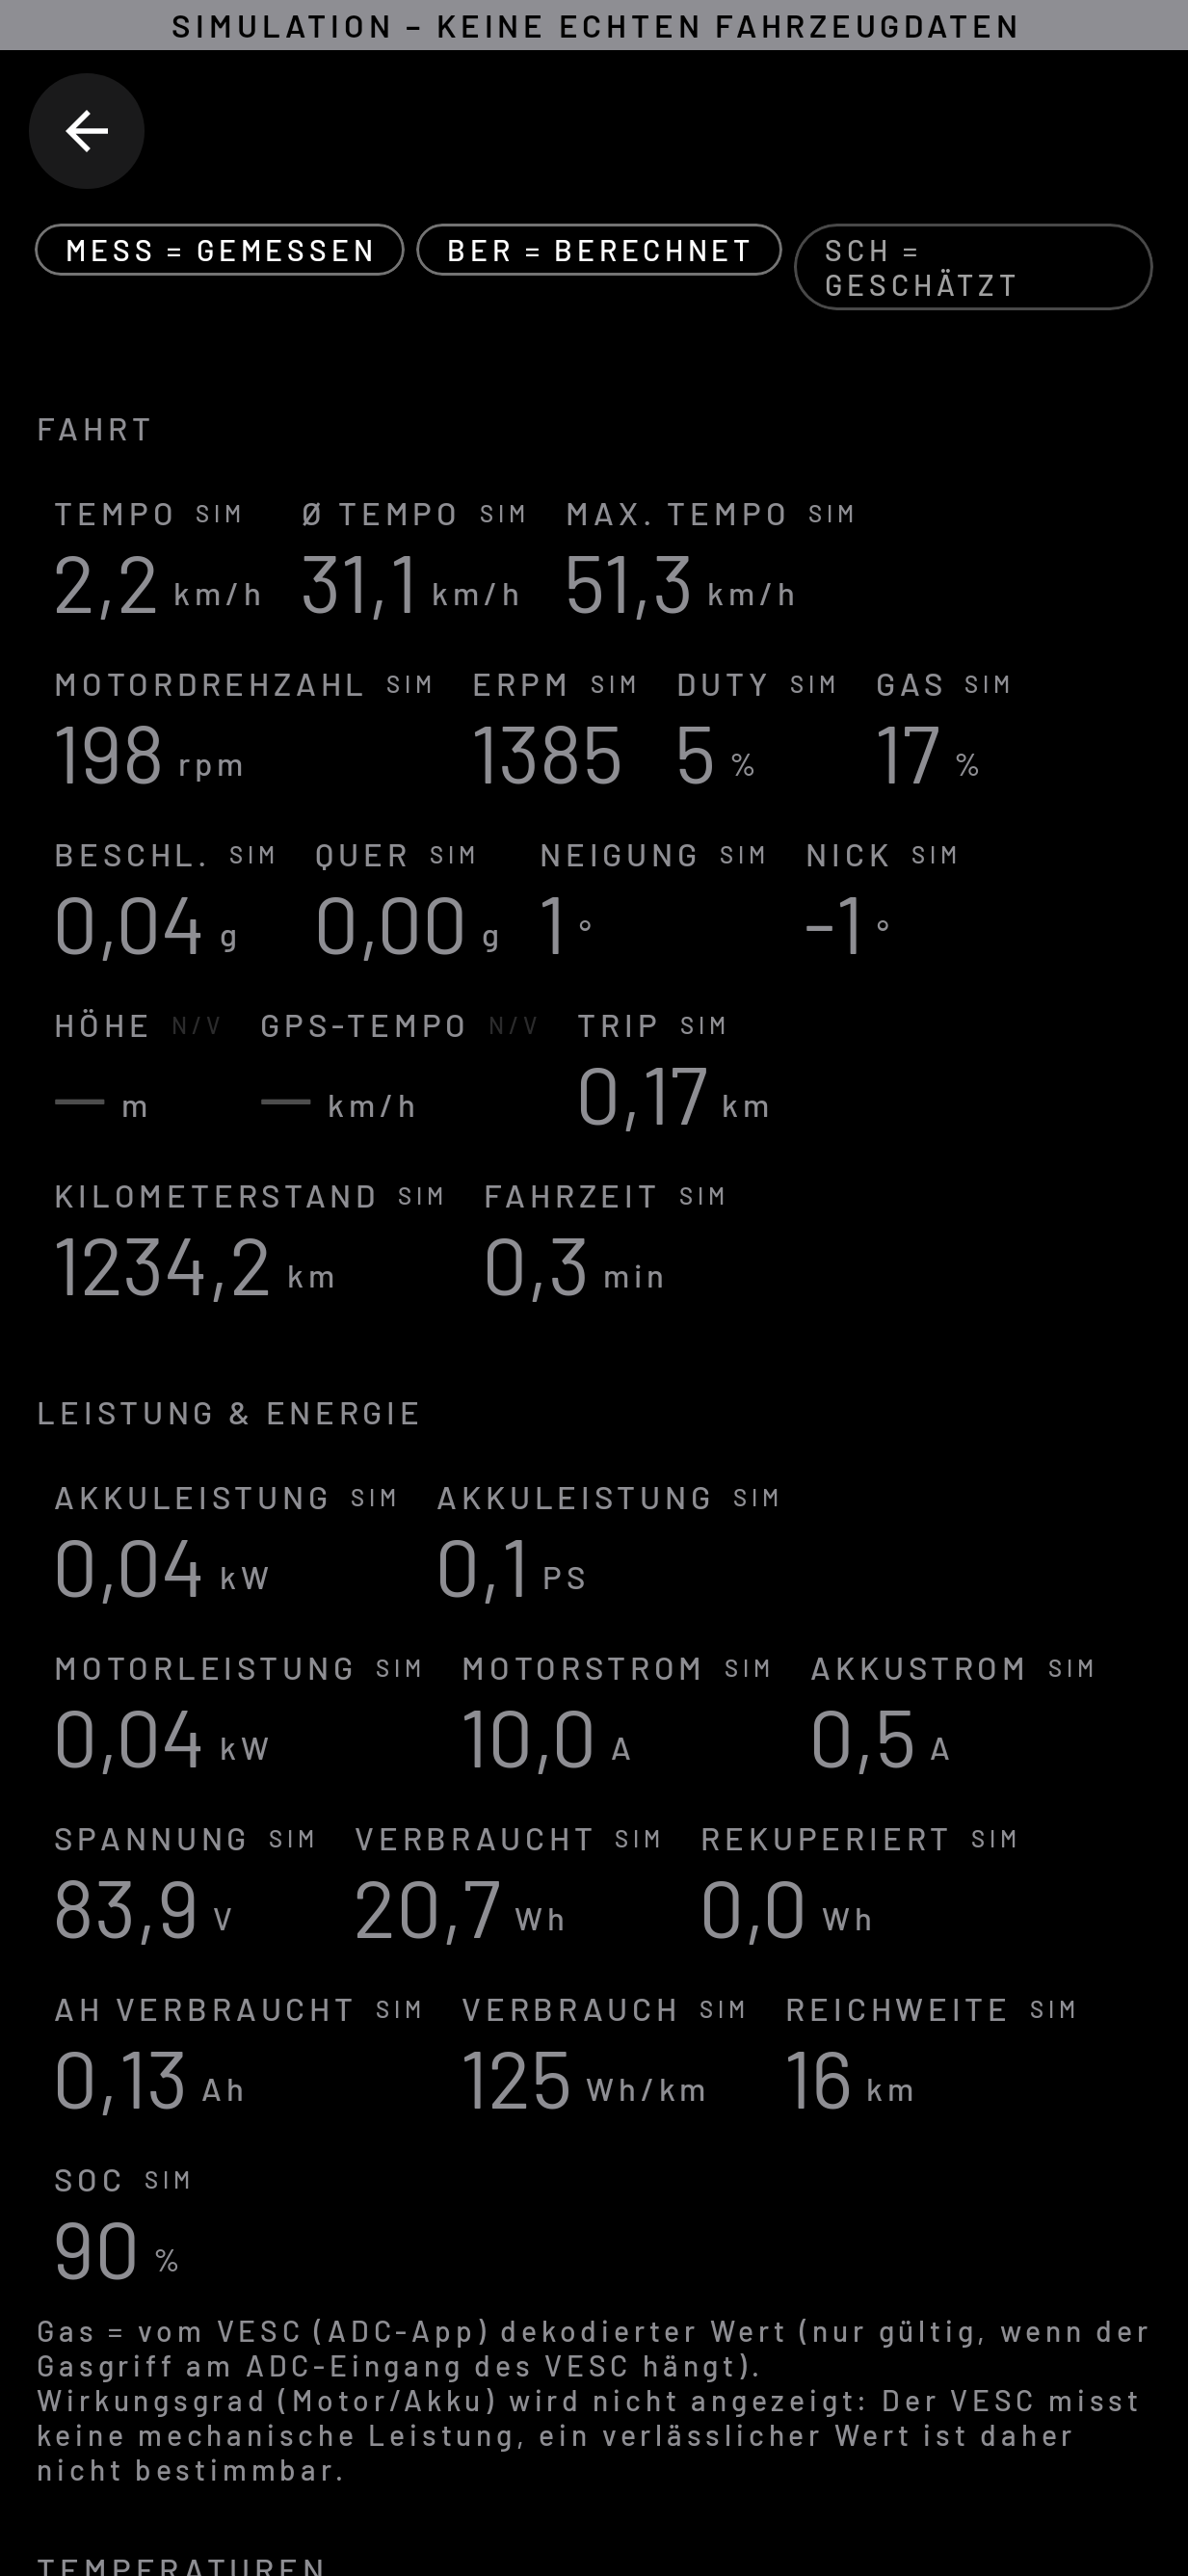 SIMULATION – KEINE ECHTEN FAHRZEUGDATEN
MESS = GEMESSEN BER = BERECHNET SCH =
GESCHÄTZT
FAHRT
TEMPO SIM Ø TEMPO SIM MAX. TEMPO SIM
2,2 km/h 31,1 km/h 51,3 km/h
MOTORDREHZAHL SIM ERPM SIM DUTY SIM GAS SIM
198 rpm 1385 5 % 17 %
BESCHL. SIM QUER SIM NEIGUNG SIM NICK SIM
0,04 g 0,00 g 1 ° -1 °
HÖHE N/V GPS-TEMPO N/V TRIP SIM
— m — km/h 0,17 km
KILOMETERSTAND SIM FAHRZEIT SIM
1234,2 km 0,3 min
LEISTUNG & ENERGIE
AKKULEISTUNG SIM AKKULEISTUNG SIM
0,04 kW 0,1 PS
MOTORLEISTUNG SIM MOTORSTROM SIM AKKUSTROM SIM
0,04 kW 10,0 A 0,5 A
SPANNUNG SIM VERBRAUCHT SIM REKUPERIERT SIM
83,9 V 20,7 Wh 0,0 Wh
AH VERBRAUCHT SIM VERBRAUCH SIM REICHWEITE SIM
0,13 Ah 125 Wh/km 16 km
SOC SIM
90 %
Gas = vom VESC (ADC-App) dekodierter Wert (nur gültig, wenn der
Gasgriff am ADC-Eingang des VESC hängt).
Wirkungsgrad (Motor/Akku) wird nicht angezeigt: Der VESC misst
keine mechanische Leistung, ein verlässlicher Wert ist daher
nicht bestimmbar.
TEMPERATUREN